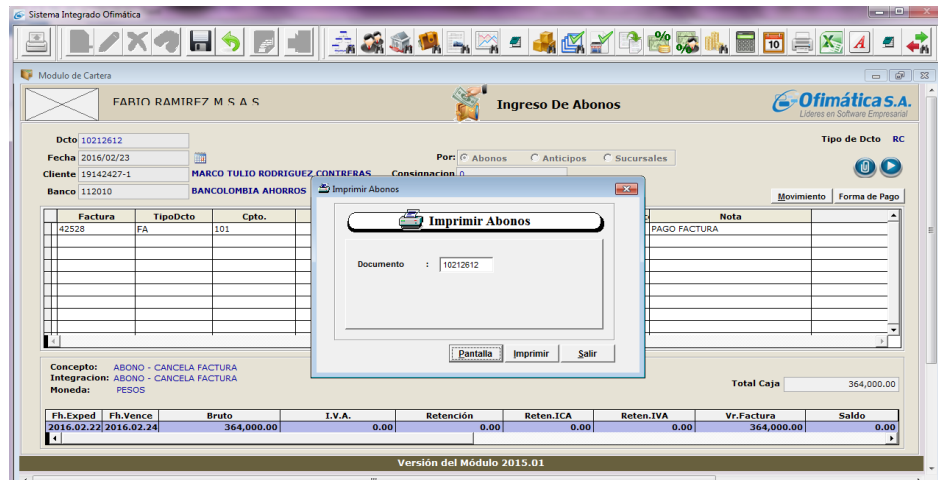 Sistema Integrado Ofimática
10
A
Modulo de Cartera
FABIO RAMIREZ M S A S
Ingreso De Abonos
Ofimática S.A.
Líderes en Software Empresarial
Dcto 10212612
Tipo de Dcto RC
Fecha 2016/02/23
Por: Abonos Anticipos Sucursales
Cliente 19142427-1 MARCO TULIO RODRIGUEZ CONTRERAS Consignacion 0
Banco 112010 BANCOLOMBIA AHORROS
Movimiento Forma de Pago
Factura TipoDcto Cpto. Nota
42528 FA 101 PAGO FACTURA
Imprimir Abonos
Imprimir Abonos
Documento : 10212612
Pantalla Imprimir Salir
Concepto: ABONO - CANCELA FACTURA
Integracion: ABONO - CANCELA FACTURA
Moneda: PESOS
Total Caja 364,000.00
Fh.Exped Fh.Vence Bruto I.V.A. Retención Reten.ICA Reten.IVA Vr.Factura Saldo
2016.02.22 2016.02.24 364,000.00 0.00 0.00 0.00 0.00 364,000.00 0.00
Versión del Módulo 2015.01